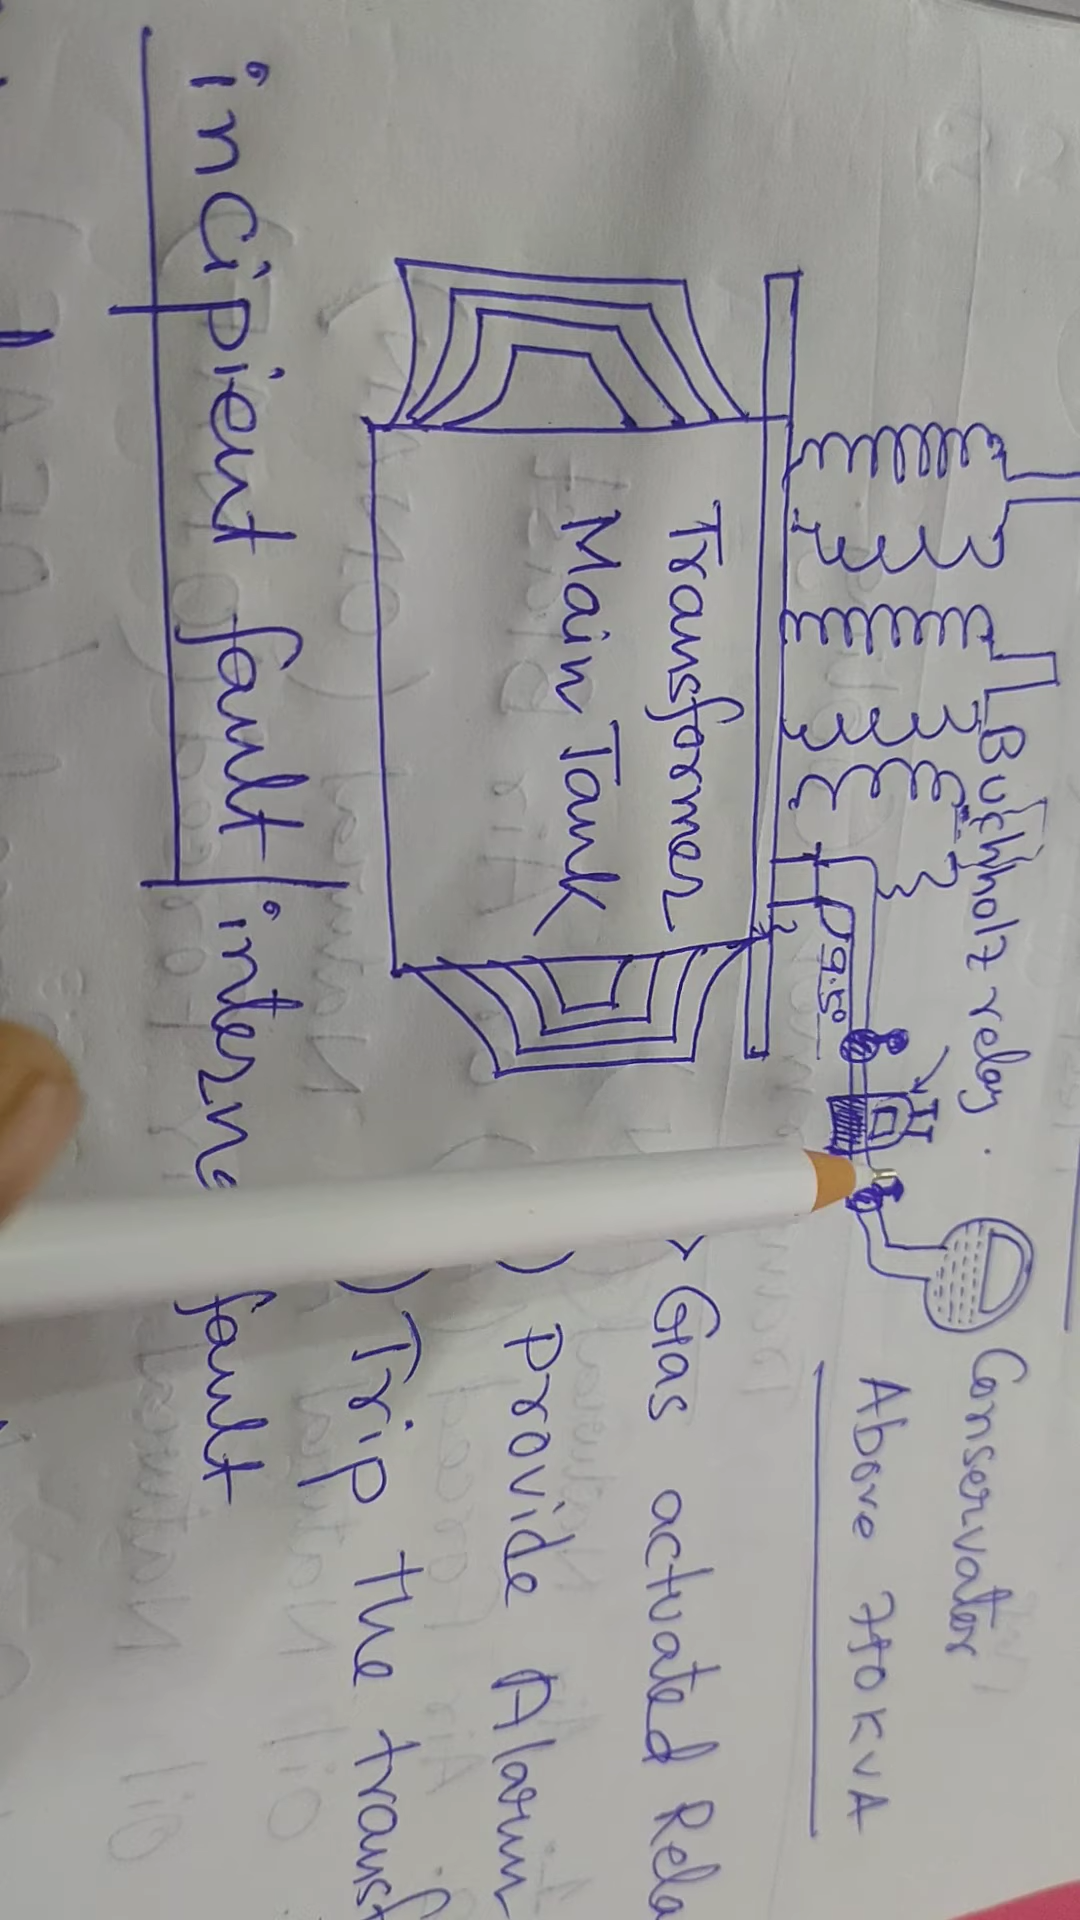 Buchholz relay.
Conservator
Above 750 KVA
9.5°
Transformer
Main Tank
> Gas actuated Rela
) Provide Alarm
) Trip the transf
incipient fault | intern fault